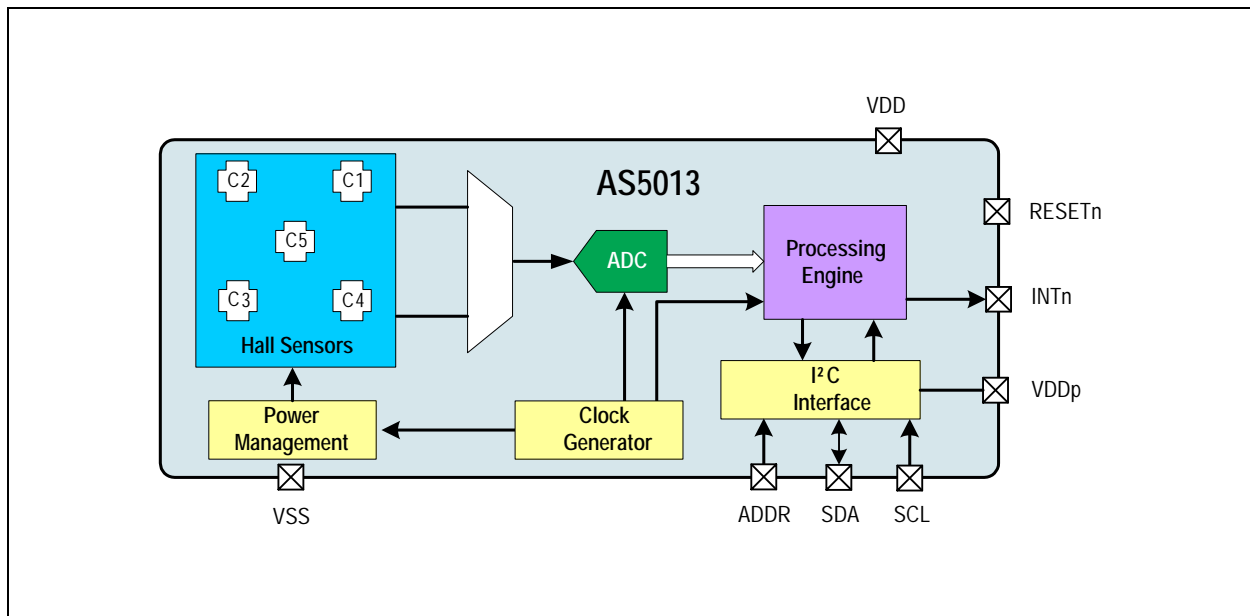 VDD
AS5013
C2
C1
C5
C3
C4
Hall Sensors
ADC
Processing
Engine
RESETn
INTn
I²C
Interface
VDDp
Power
Management
Clock
Generator
VSS
ADDR
SDA
SCL